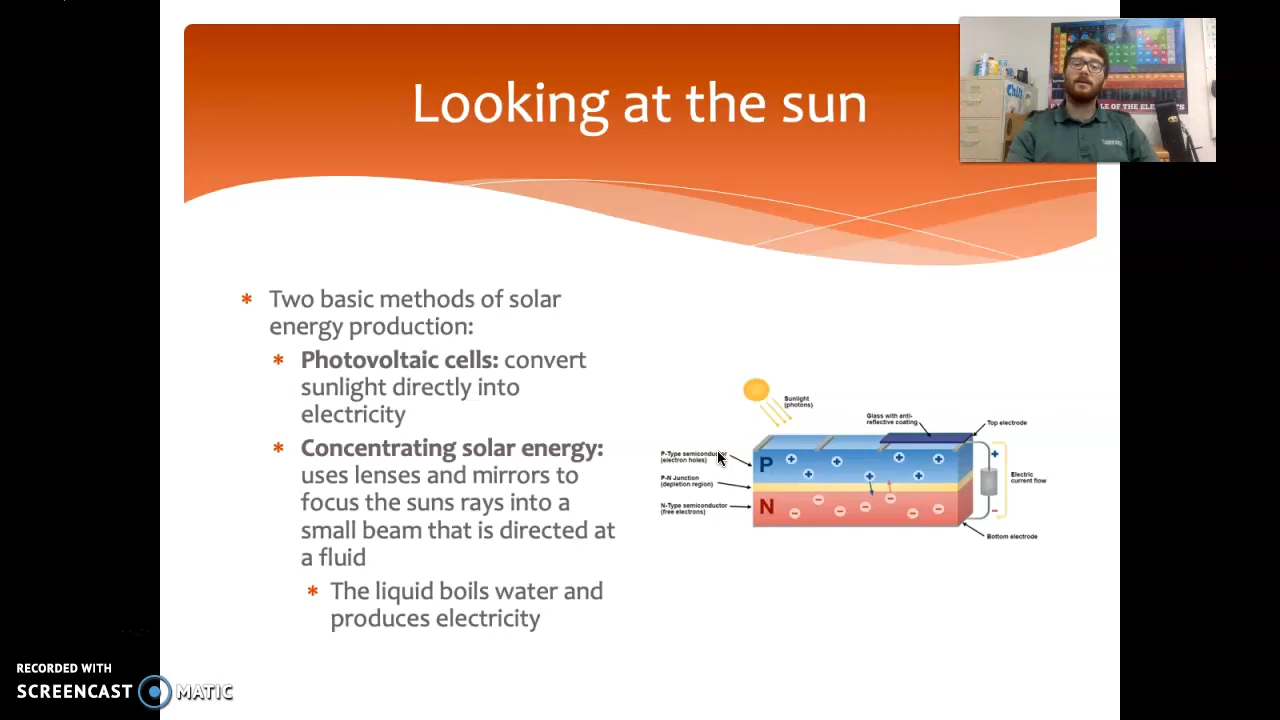 Looking at the sun
OF THE ELE
* Two basic methods of solar
energy production:
* Photovoltaic cells: convert
sunlight directly into
electricity
* Concentrating solar energy:
uses lenses and mirrors to
focus the suns rays into a
small beam that is directed at
a fluid
* The liquid boils water and
produces electricity
Sunlight
(photons)
Glass with anti-
reflective coating
Top electrode
P-Type semiconductor
(electron holes)
P
+
Electric
current flow
P-N Junction
(depletion region)
N-Type semiconductor
(free electrons)
N
-
Bottom electrode
RECORDED WITH
SCREENCAST MATIC